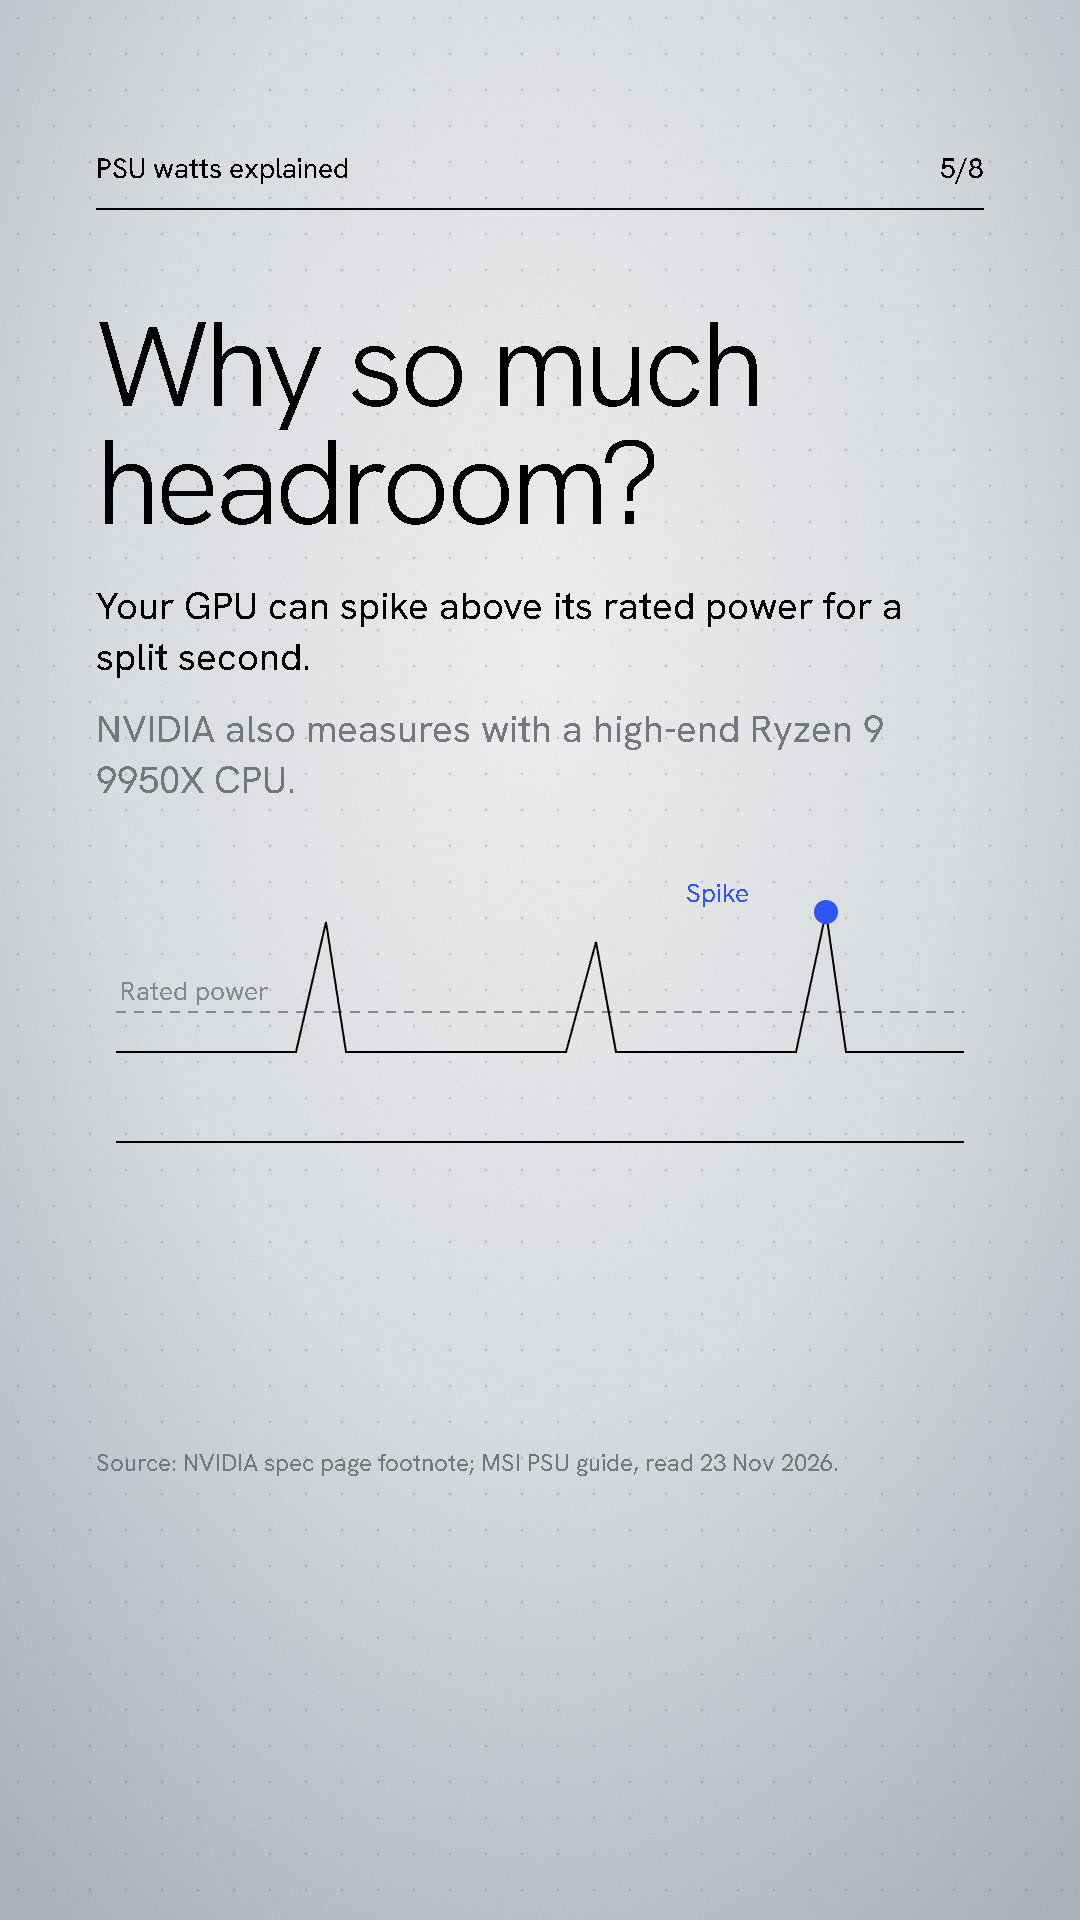 PSU watts explained
5/8
Why so much
headroom?
Your GPU can spike above its rated power for a
split second.
NVIDIA also measures with a high-end Ryzen 9
9950X CPU.
Spike
Rated power
Source: NVIDIA spec page footnote; MSI PSU guide, read 23 Nov 2026.